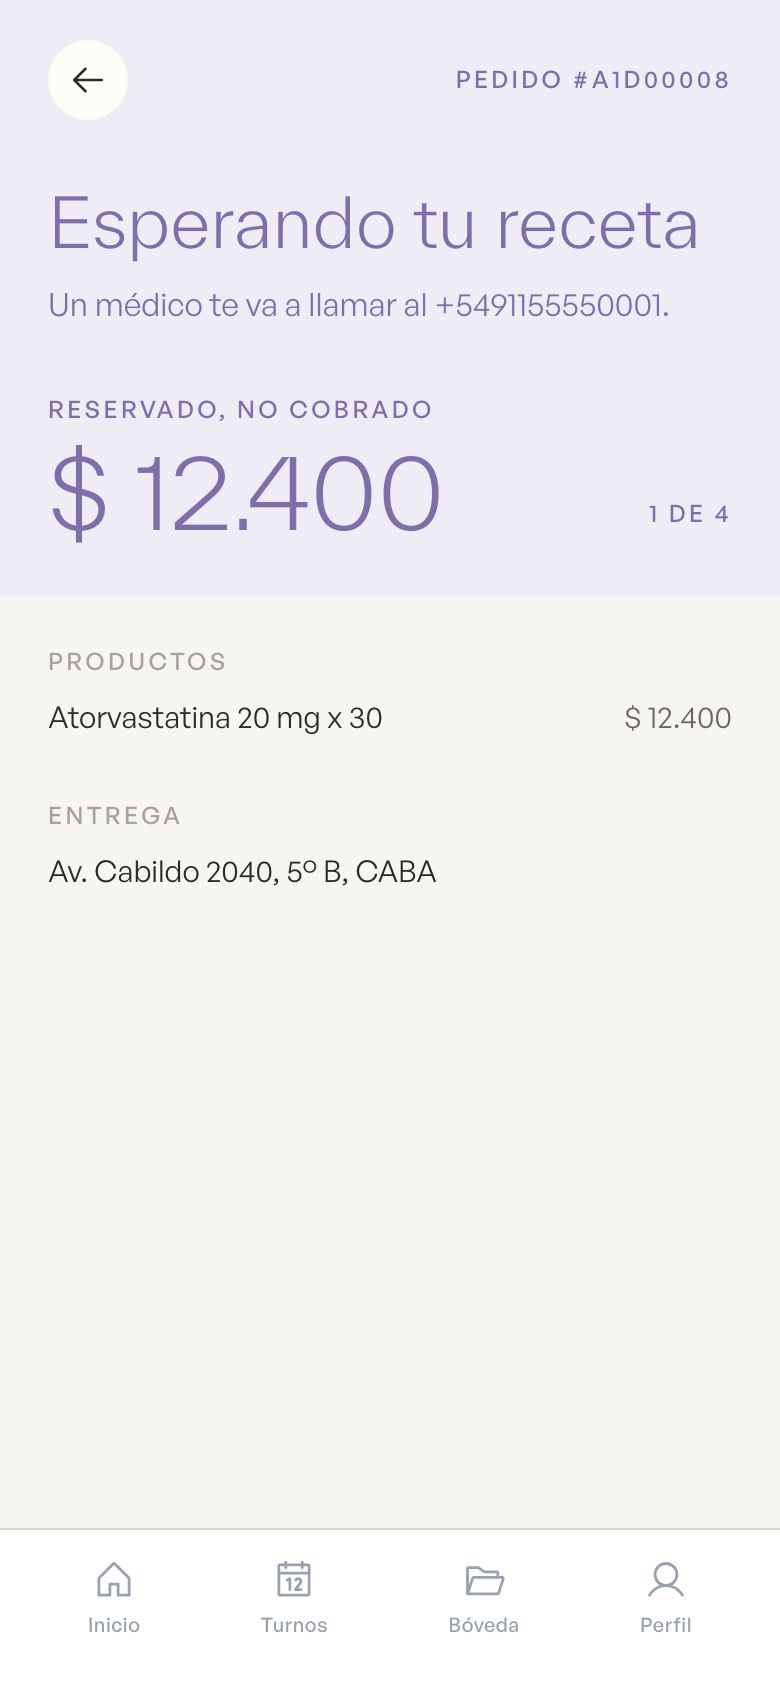 PEDIDO #A1D00008
Esperando tu receta
Un médico te va a llamar al +5491155550001.
RESERVADO, NO COBRADO
$ 12.400
1 DE 4
PRODUCTOS
Atorvastatina 20 mg x 30 $ 12.400
ENTREGA
Av. Cabildo 2040, 5º B, CABA
12
Inicio Turnos Bóveda Perfil